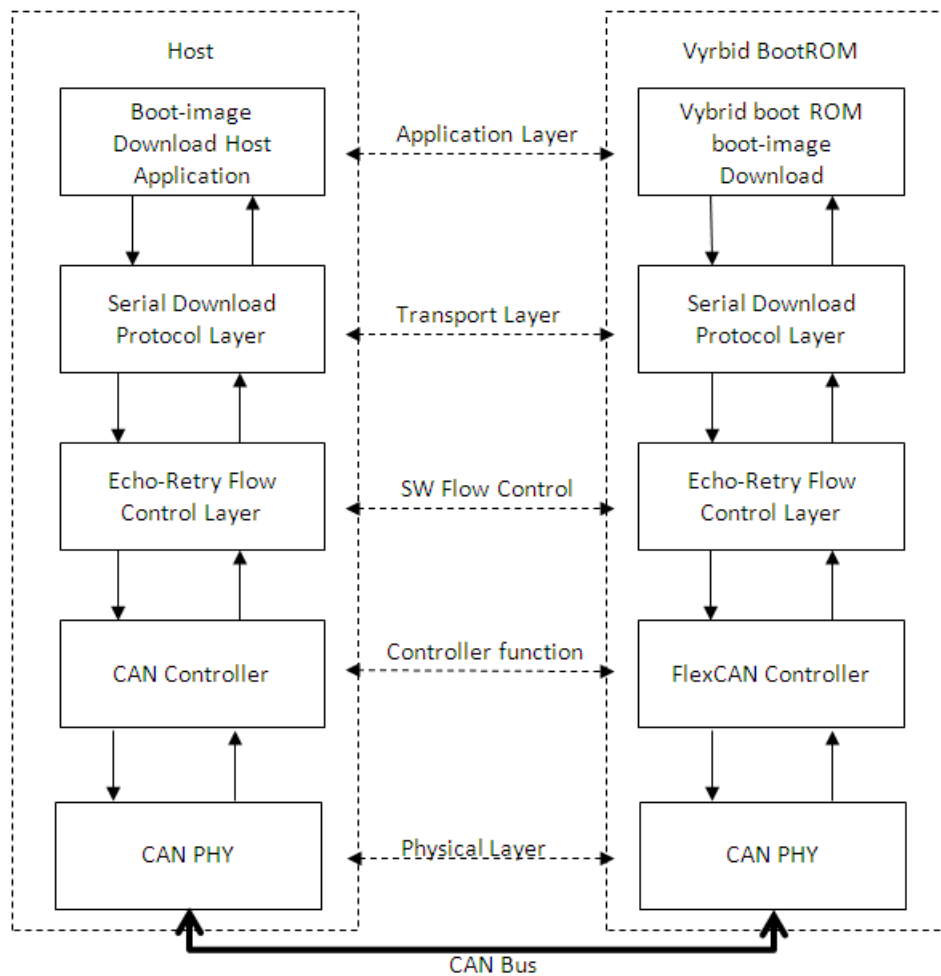 Host
Vyrbid BootROM
Boot-image
Download Host
Application
Application Layer
Vybrid boot ROM
boot-image
Download
Serial Download
Protocol Layer
Transport Layer
Serial Download
Protocol Layer
Echo-Retry Flow
Control Layer
SW Flow Control
Echo-Retry Flow
Control Layer
CAN Controller
Controller function
FlexCAN Controller
CAN PHY
Physical Layer
CAN PHY
CAN Bus